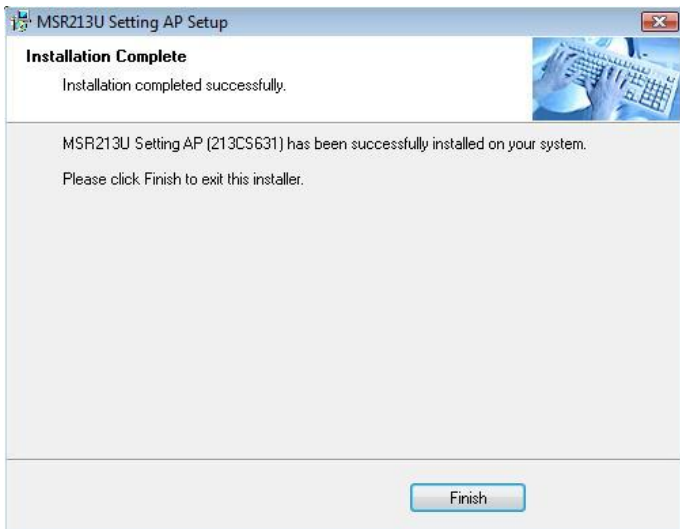 MSR213U Setting AP Setup
Installation Complete
Installation completed successfully.
MSR213U Setting AP (213CS631) has been successfully installed on your system.
Please click Finish to exit this installer.
Finish